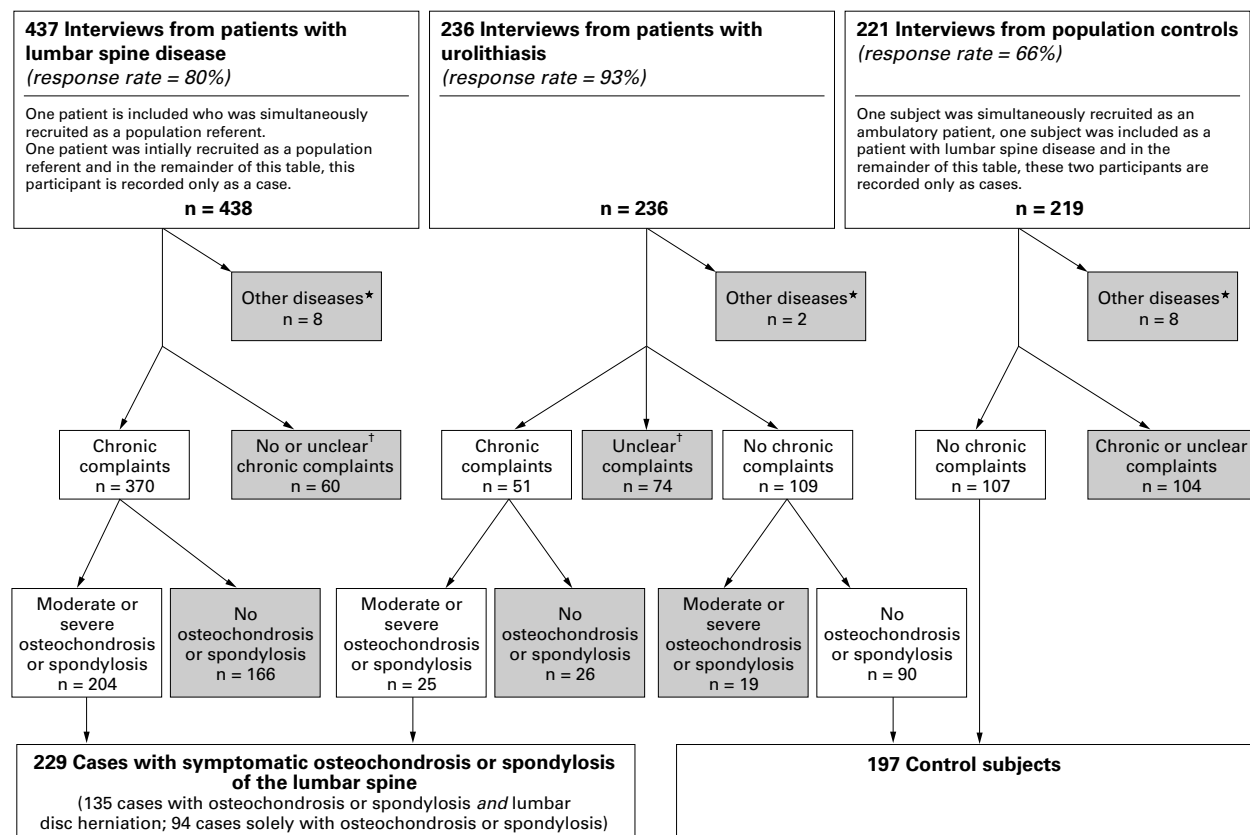 437 Interviews from patients with
lumbar spine disease
(response rate = 80%)
One patient is included who was simultaneously
recruited as a population referent.
One patient was intially recruited as a population
referent and in the remainder of this table, this
participant is recorded only as a case.
n = 438
236 Interviews from patients with
urolithiasis
(response rate = 93%)
n = 236
221 Interviews from population controls
(response rate = 66%)
One subject was simultaneously recruited as an
ambulatory patient, one subject was included as a
patient with lumbar spine disease and in the
remainder of this table, these two participants are
recorded only as cases.
n = 219
Other diseases★
n = 8
Other diseases★
n = 2
Other diseases★
n = 8
Chronic
complaints
n = 370
No or unclear†
chronic complaints
n = 60
Chronic
complaints
n = 51
Unclear†
complaints
n = 74
No chronic
complaints
n = 109
No chronic
complaints
n = 107
Chronic or unclear
complaints
n = 104
Moderate or
severe
osteochondrosis
or spondylosis
n = 204
No
osteochondrosis
or spondylosis
n = 166
Moderate or
severe
osteochondrosis
or spondylosis
n = 25
No
osteochondrosis
or spondylosis
n = 26
Moderate or
severe
osteochondrosis
or spondylosis
n = 19
No
osteochondrosis
or spondylosis
n = 90
229 Cases with symptomatic osteochondrosis or spondylosis
of the lumbar spine
(135 cases with osteochondrosis or spondylosis and lumbar
disc herniation; 94 cases solely with osteochondrosis or spondylosis)
197 Control subjects